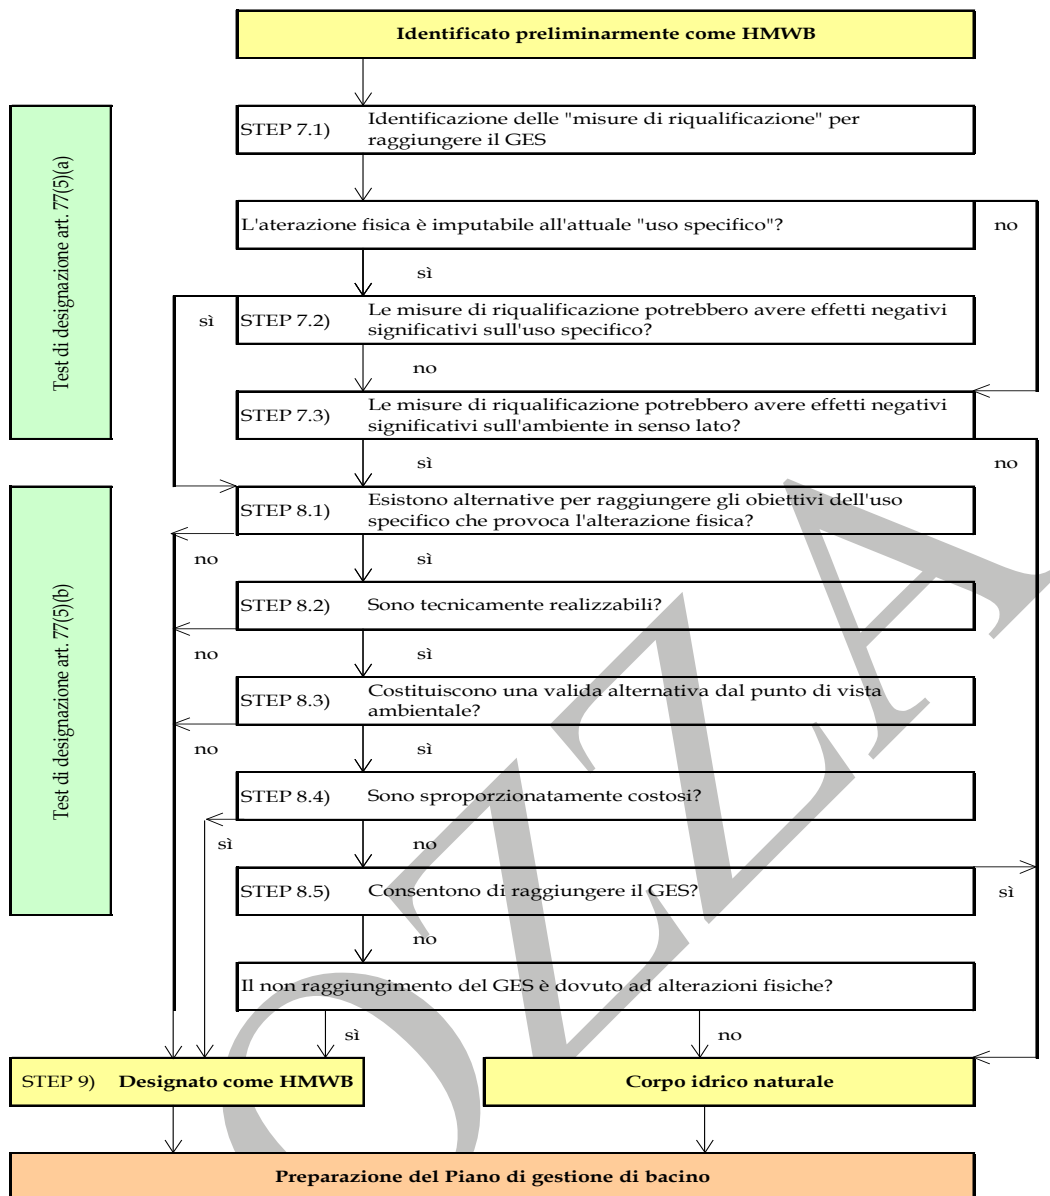 Identificato preliminarmente come HMWB
Test di designazione art. 77(5)(a)
STEP 7.1) Identificazione delle "misure di riqualificazione" per
raggiungere il GES
L'aterazione fisica è imputabile all'attuale "uso specifico"?
no
sì
sì
STEP 7.2) Le misure di riqualificazione potrebbero avere effetti negativi
significativi sull'uso specifico?
no
STEP 7.3) Le misure di riqualificazione potrebbero avere effetti negativi
significativi sull'ambiente in senso lato?
sì
no
Test di designazione art. 77(5)(b)
STEP 8.1) Esistono alternative per raggiungere gli obiettivi dell'uso
specifico che provoca l'alterazione fisica?
no
sì
STEP 8.2) Sono tecnicamente realizzabili?
no
sì
STEP 8.3) Costituiscono una valida alternativa dal punto di vista
ambientale?
no
sì
STEP 8.4) Sono sproporzionatamente costosi?
sì
no
STEP 8.5) Consentono di raggiungere il GES?
sì
no
Il non raggiungimento del GES è dovuto ad alterazioni fisiche?
sì
no
STEP 9) Designato come HMWB
Corpo idrico naturale
Preparazione del Piano di gestione di bacino
OZZA